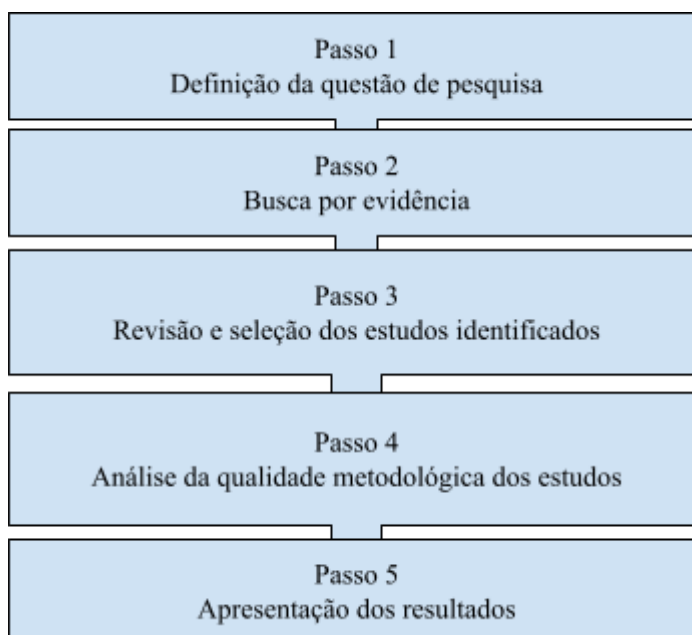 Passo 1
Definição da questão de pesquisa
Passo 2
Busca por evidência
Passo 3
Revisão e seleção dos estudos identificados
Passo 4
Análise da qualidade metodológica dos estudos
Passo 5
Apresentação dos resultados